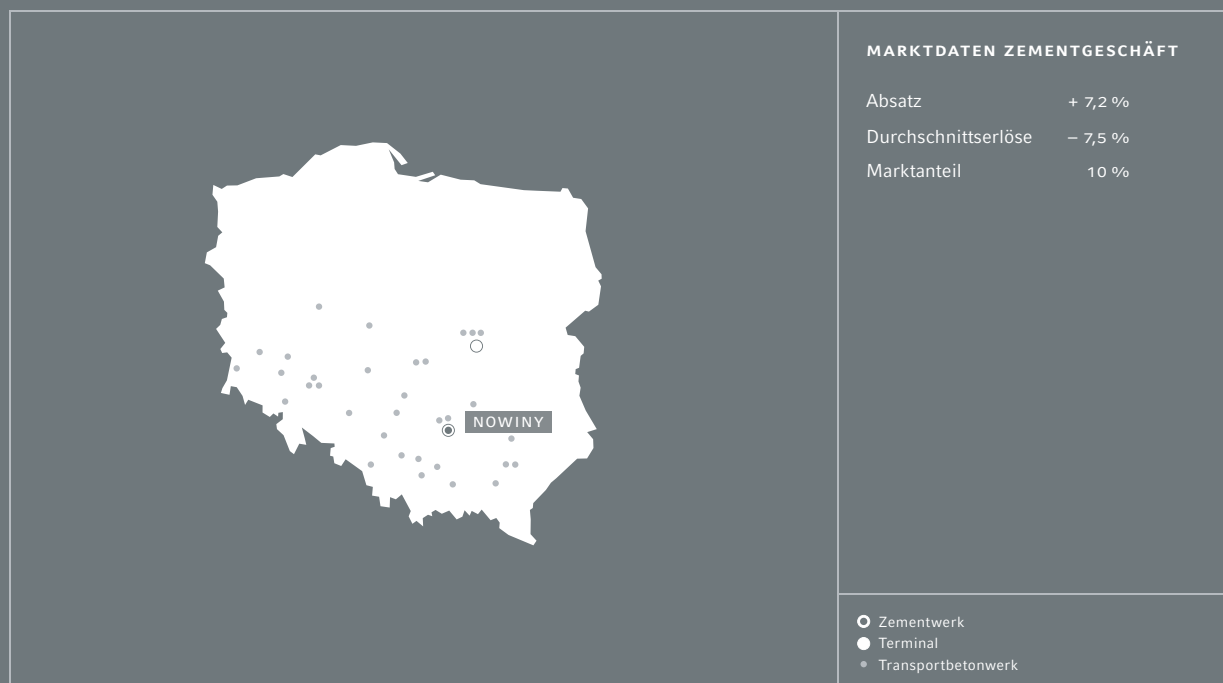 MARKTDATEN ZEMENTGESCHÄFT
Absatz + 7,2 %
Durchschnittserlöse – 7,5 %
Marktanteil 10 %
NOWINY
Zementwerk
Terminal
Transportbetonwerk